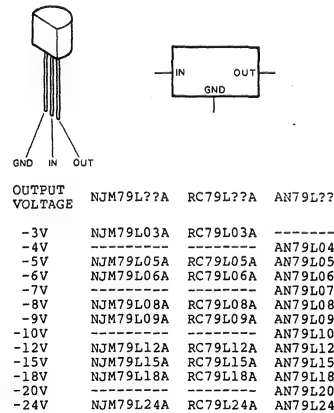 IN OUT
GND
GND IN OUT
OUTPUT
VOLTAGE NJM79L??A RC79L??A AN79L??
-3V NJM79L03A RC79L03A -------
-4V --------- -------- AN79L04
-5V NJM79L05A RC79L05A AN79L05
-6V NJM79L06A RC79L06A AN79L06
-7V --------- -------- AN79L07
-8V NJM79L08A RC79L08A AN79L08
-9V NJM79L09A RC79L09A AN79L09
-10V --------- -------- AN79L10
-12V NJM79L12A RC79L12A AN79L12
-15V NJM79L15A RC79L15A AN79L15
-18V NJM79L18A RC79L18A AN79L18
-20V --------- -------- AN79L20
-24V NJM79L24A RC79L24A AN79L24